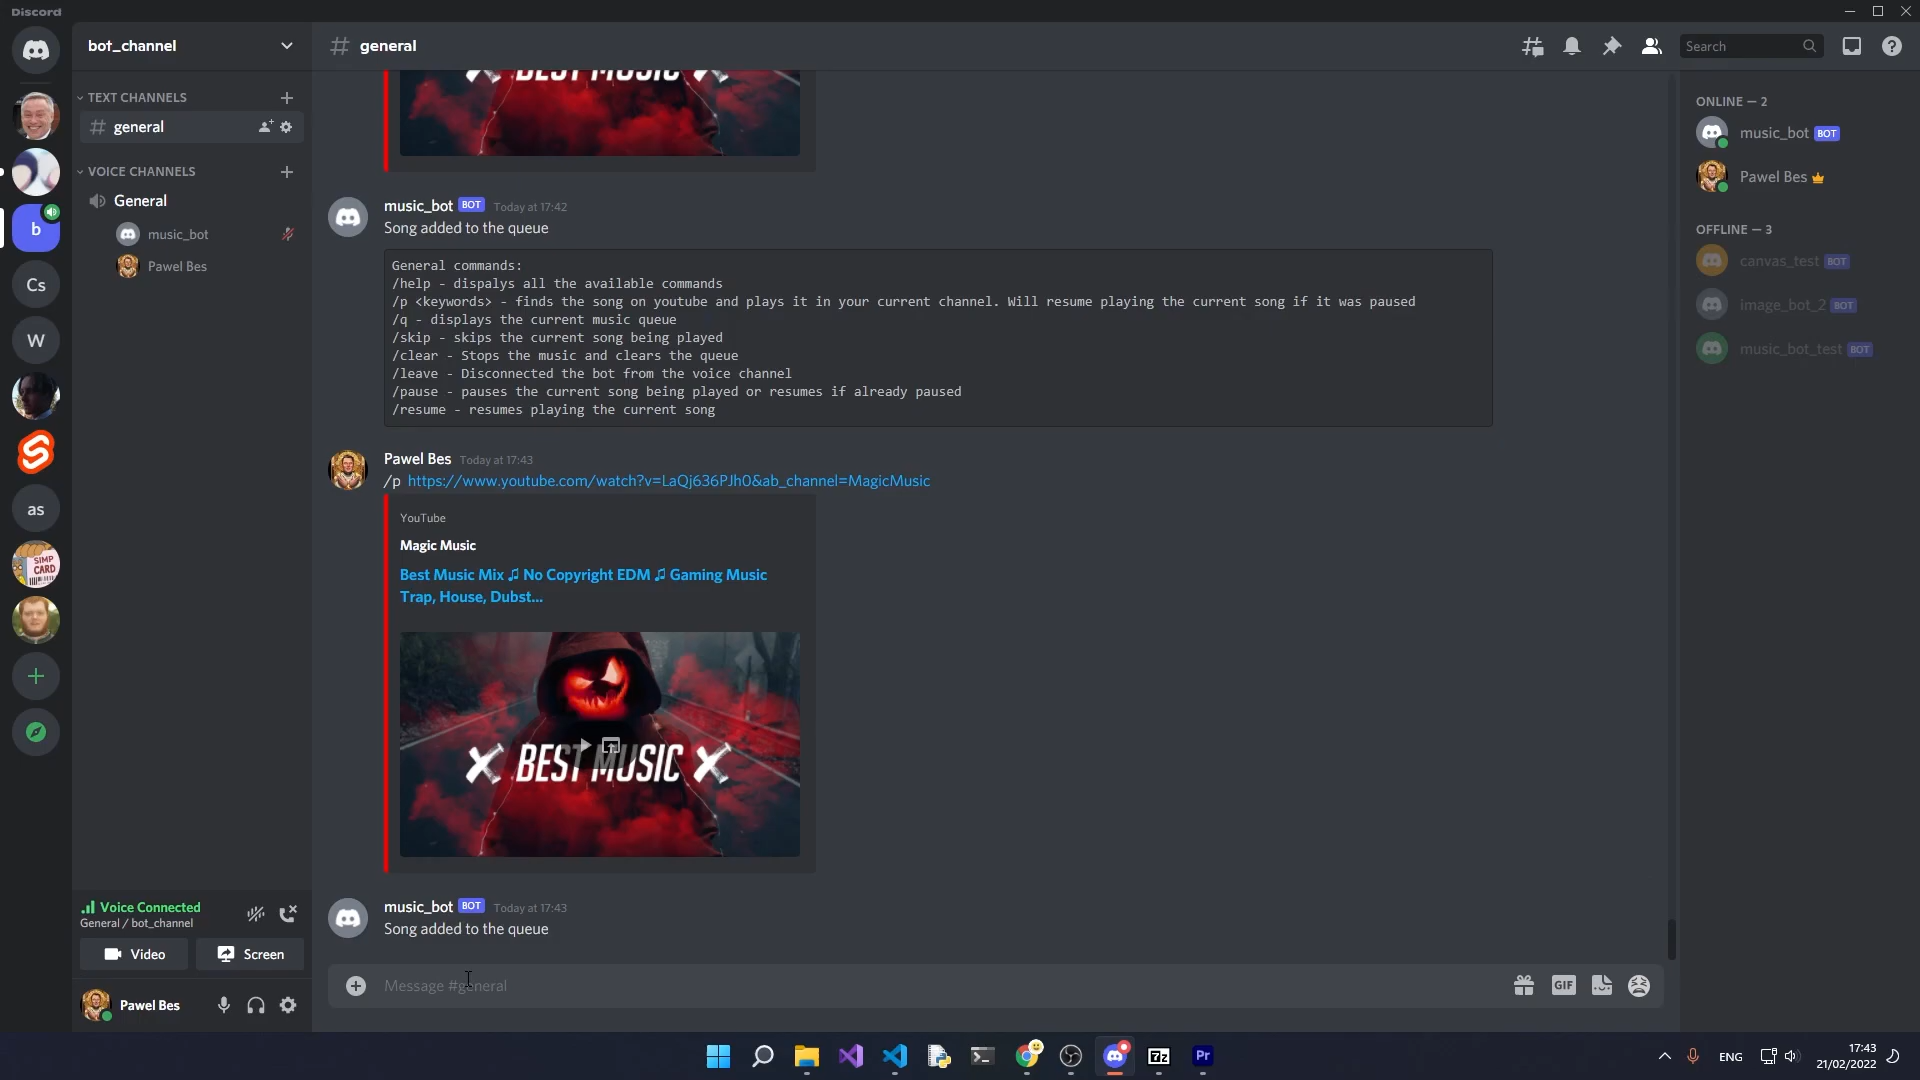 Discord
bot_channel
general
Search
TEXT CHANNELS
general
VOICE CHANNELS
General
music_bot
Pawel Bes
b
Cs
W
as
SIMP
CARD
BEST MUSIC
music_bot BOT Today at 17:42
Song added to the queue
General commands:
/help - dispalys all the available commands
/p <keywords> - finds the song on youtube and plays it in your current channel. Will resume playing the current song if it was paused
/q - displays the current music queue
/skip - skips the current song being played
/clear - Stops the music and clears the queue
/leave - Disconnected the bot from the voice channel
/pause - pauses the current song being played or resumes if already paused
/resume - resumes playing the current song
Pawel Bes Today at 17:43
/p https://www.youtube.com/watch?v=LaQj636PJh0&ab_channel=MagicMusic
YouTube
Magic Music
Best Music Mix ♫ No Copyright EDM ♫ Gaming Music
Trap, House, Dubst...
BEST MUSIC
music_bot BOT Today at 17:43
Song added to the queue
Message #general
GIF
ONLINE — 2
music_bot BOT
Pawel Bes
OFFLINE — 3
canvas_test BOT
image_bot_2 BOT
music_bot_test BOT
Voice Connected
General / bot_channel
Video
Screen
Pawel Bes
7z
Pr
ENG
17:43
21/02/2022